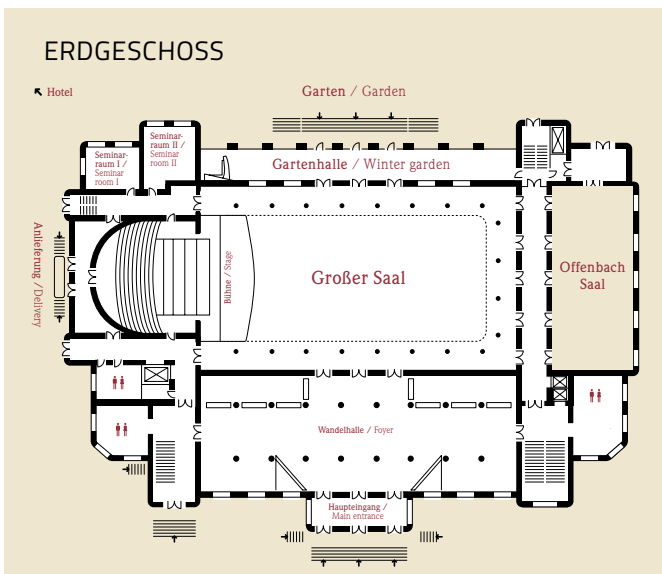 ERDGESCHOSS
Hotel
Garten / Garden
Seminar-
raum II /
Seminar
room II
Seminar-
raum I /
Seminar
room I
Gartenhalle / Winter garden
Anlieferung / Delivery
Bühne / Stage
Großer Saal
Offenbach
Saal
Wandelhalle / Foyer
Haupteingang /
Main entrance